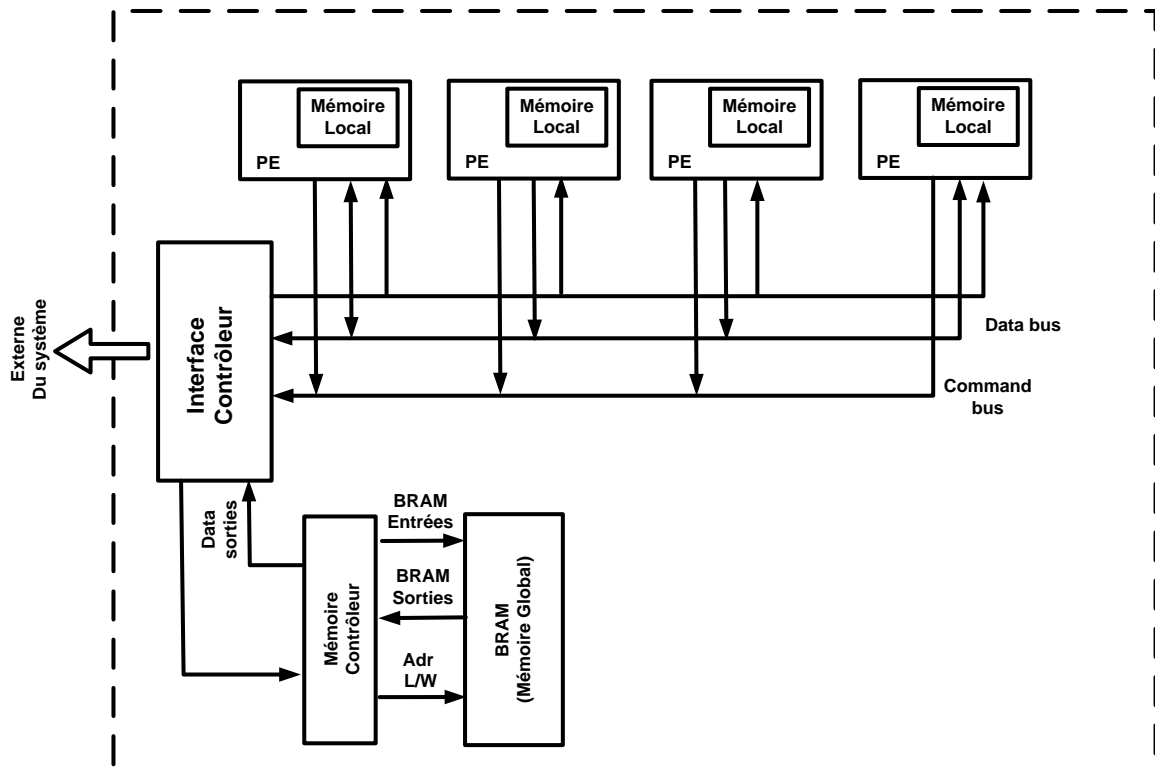 Mémoire
Local
PE
Mémoire
Local
PE
Mémoire
Local
PE
Mémoire
Local
PE
Externe
Du système
Interface
Contrôleur
Data bus
Command
bus
Data
sorties
Mémoire
Contrôleur
BRAM
Entrées
BRAM
Sorties
Adr
L/W
BRAM
(Mémoire Global)